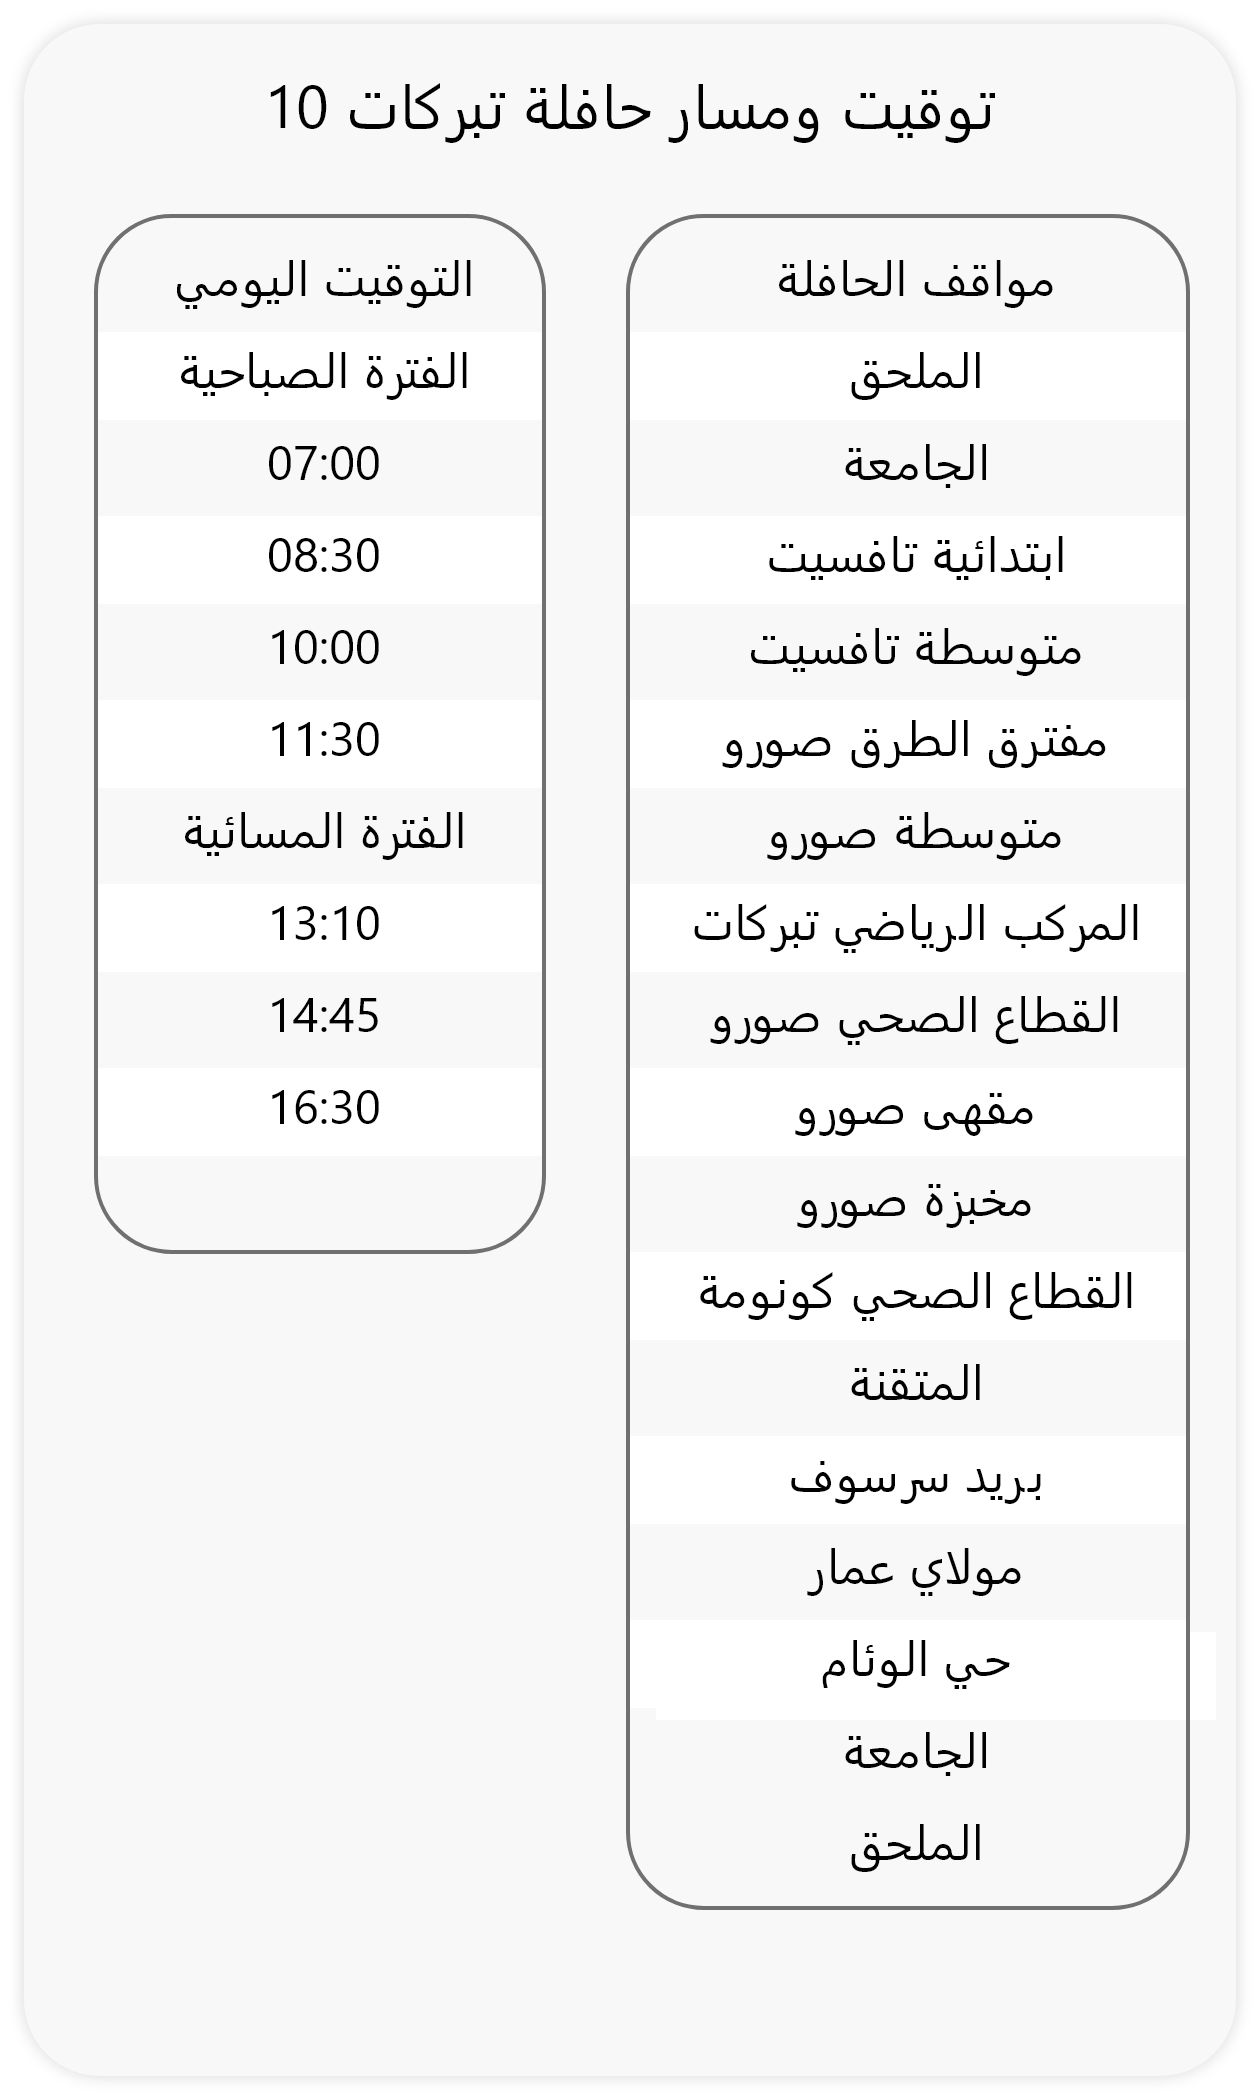 توقيت ومسار حافلة تبركات 10
مواقف الحافلة
الملحق
الجامعة
ابتدائية تافسيت
متوسطة تافسيت
مفترق الطرق صورو
متوسطة صورو
المركب الرياضي تبركات
القطاع الصحي صورو
مقهى صورو
مخبزة صورو
القطاع الصحي كونومة
المتقنة
بريد سرسوف
مولاي عمار
حي الوئام
الجامعة
الملحق
التوقيت اليومي
الفترة الصباحية
07:00
08:30
10:00
11:30
الفترة المسائية
13:10
14:45
16:30